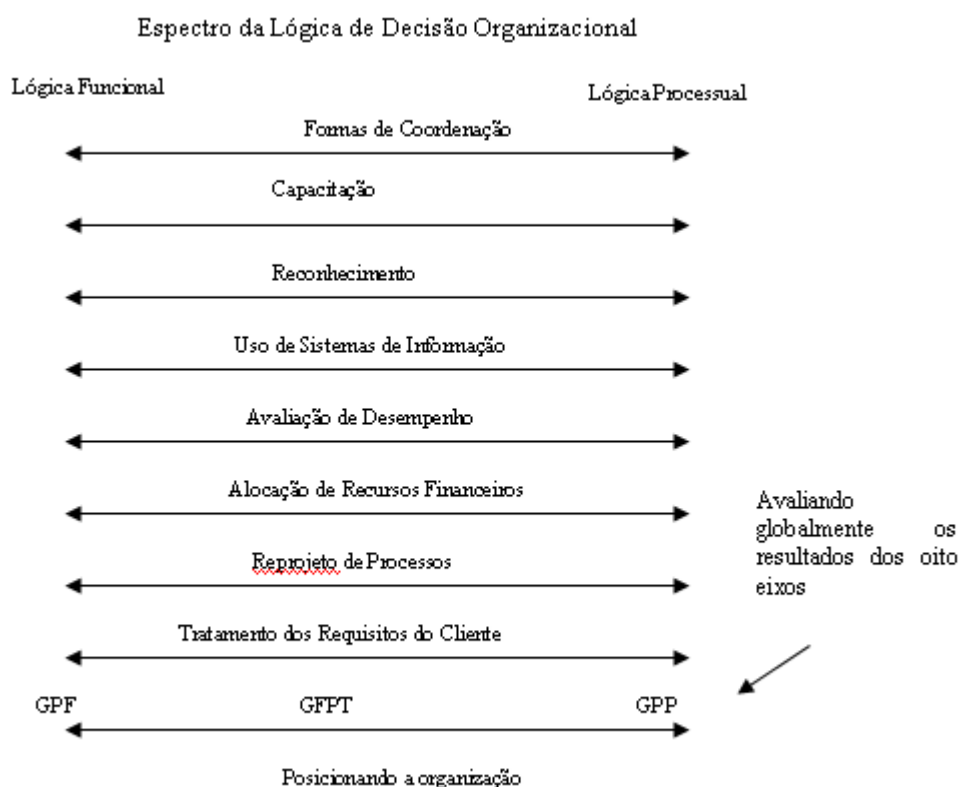 Espectro da Lógica de Decisão Organizacional
Lógica Funcional
Lógica Processual
Formas de Coordenação
Capacitação
Reconhecimento
Uso de Sistemas de Informação
Avaliação de Desempenho
Alocação de Recursos Financeiros
Reprojeto de Processos
Tratamento dos Requisitos do Cliente
Avaliando
globalmente os
resultados dos oito
eixos
GPF GFPT GPP
Posicionando a organização